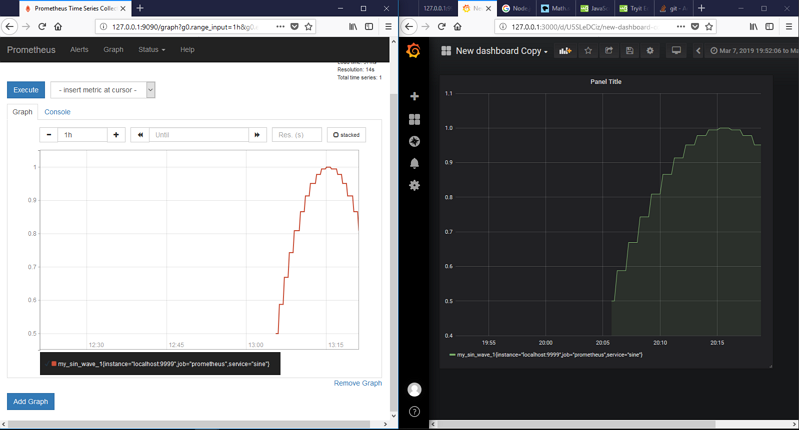 Prometheus Time Series Collec
127.0.0.1:9090/graph?g0.range_input=1h&g0.
Prometheus Alerts Graph Status Help
Resolution: 14s
Total time series: 1
Execute
- insert metric at cursor -
Graph
Console
1h
Until
Res. (s)
stacked
1
0.9
0.8
0.7
0.6
0.5
12:30
12:45
13:00
13:15
my_sin_wave_1{instance="localhost:9999",job="prometheus",service="sine"}
Remove Graph
Add Graph
127.0.0.1:
Ne
Node.
Mathu
JavaSc
Tryit E
git - A
127.0.0.1:3000/d/USSLeDCiz/new-dashboard-
New dashboard Copy
Mar 7, 2019 19:52:06 to Ma
Panel Title
1.1
1.0
0.9
0.8
0.7
0.6
0.5
0.4
19:55
20:00
20:05
20:10
20:15
my_sin_wave_1{instance="localhost:9999",job="prometheus",service="sine"}